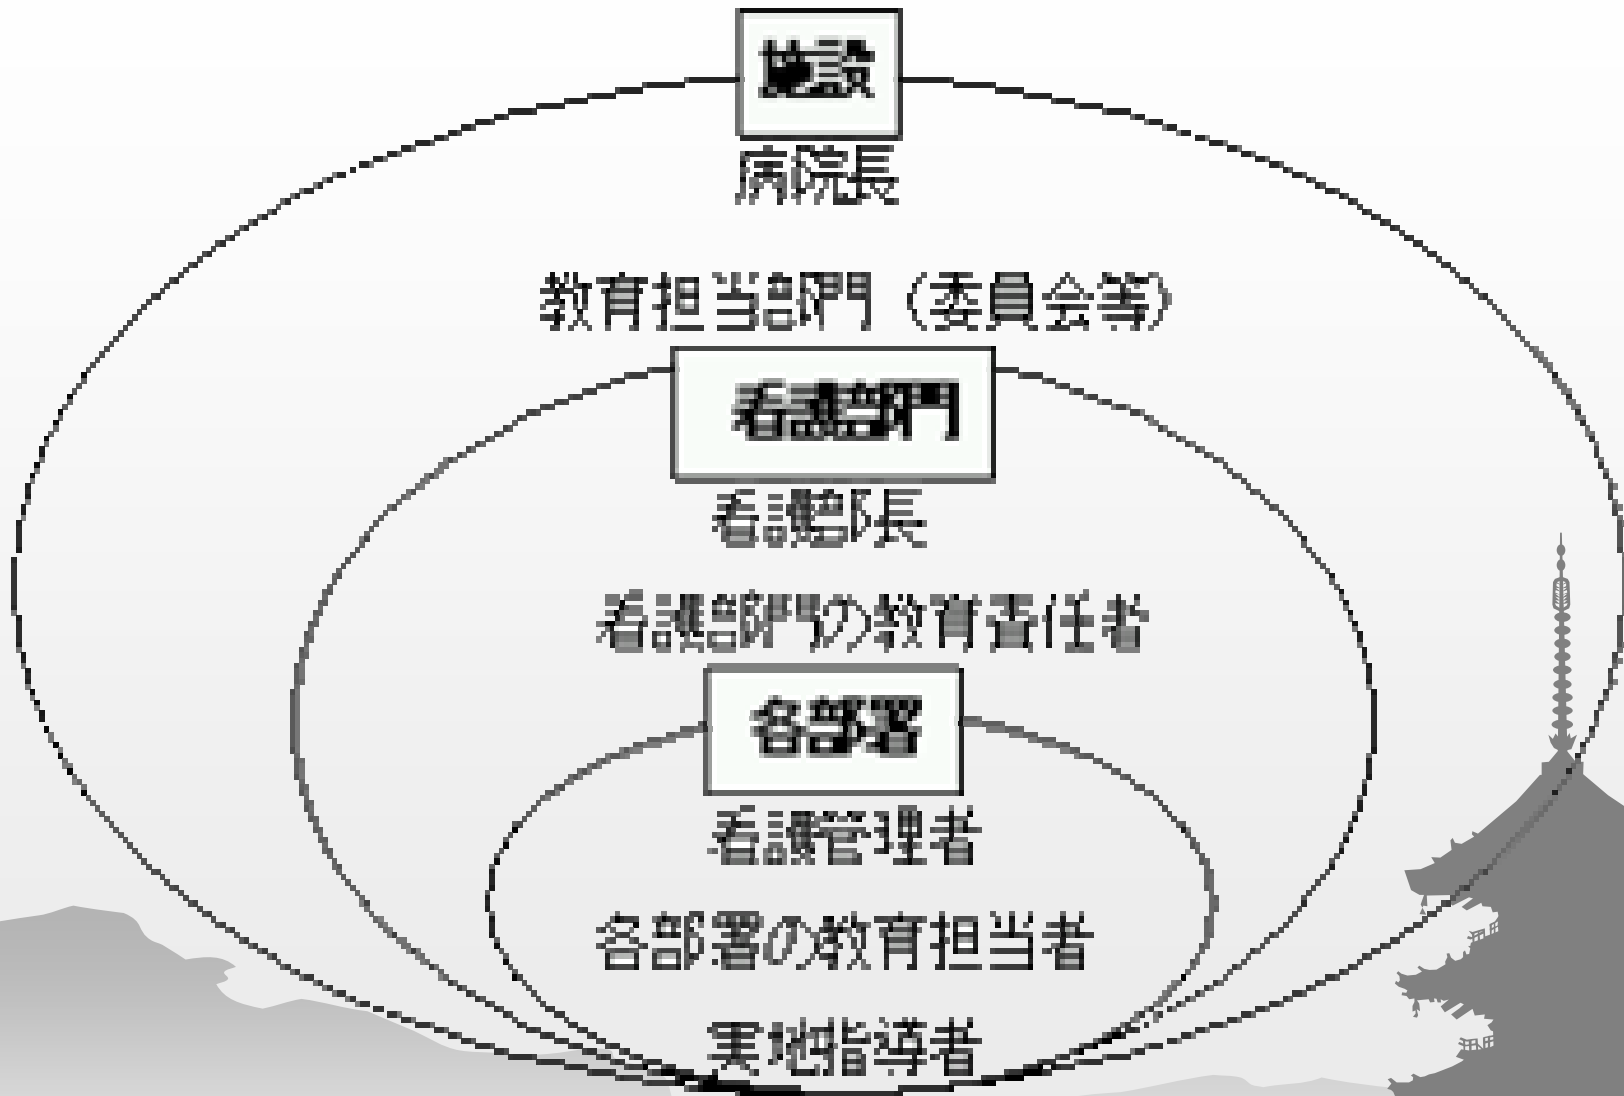 施設
病院長
教育担当部門（委員会等）
看護部門
看護部長
看護部門の教育責任者
各部署
看護管理者
各部署の教育担当者
実地指導者